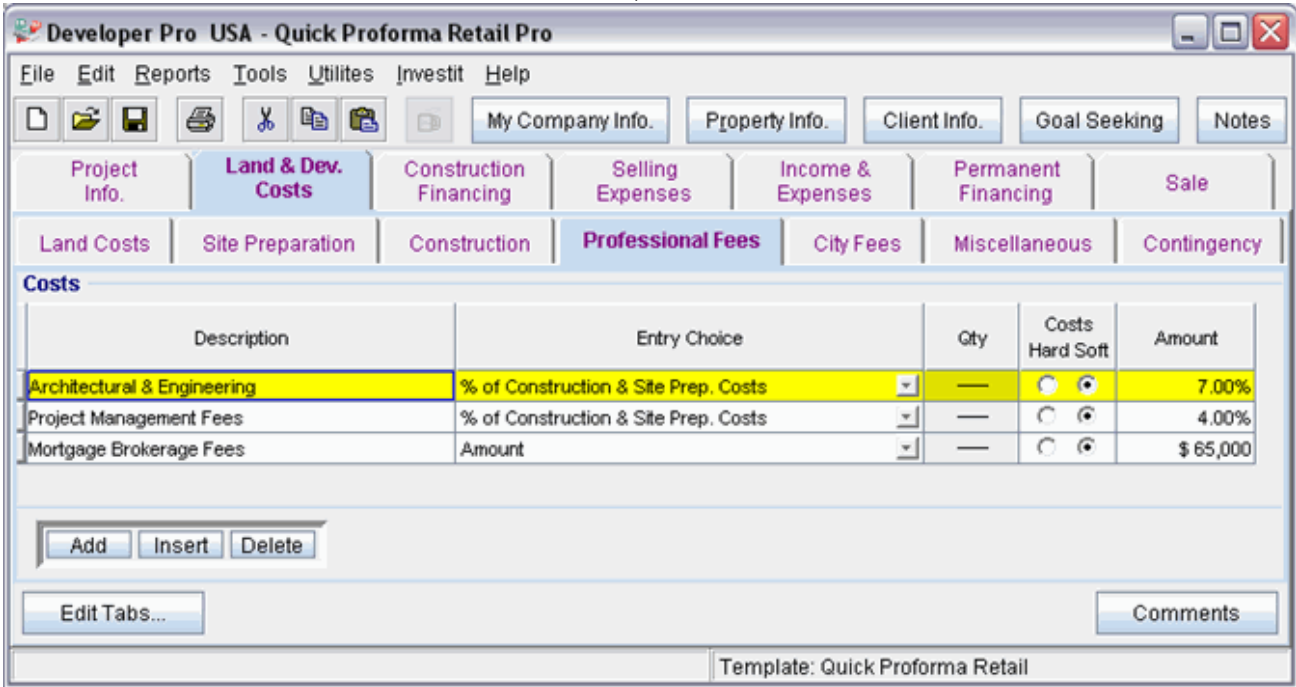 Developer Pro USA - Quick Proforma Retail Pro
File Edit Reports Tools Utilites Investit Help
My Company Info. Property Info. Client Info. Goal Seeking Notes
Project Info. Land & Dev. Costs Construction Financing Selling Expenses Income & Expenses Permanent Financing Sale
Land Costs Site Preparation Construction Professional Fees City Fees Miscellaneous Contingency
Costs
Description Entry Choice Qty Costs Hard Soft Amount
Architectural & Engineering % of Construction & Site Prep. Costs — 7.00%
Project Management Fees % of Construction & Site Prep. Costs — 4.00%
Mortgage Brokerage Fees Amount — $ 65,000
Add Insert Delete
Edit Tabs... Comments
Template: Quick Proforma Retail